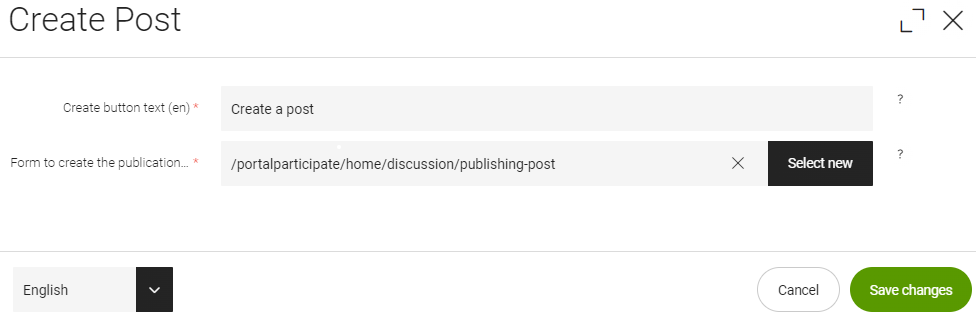 Create Post
Create button text (en) *
Create a post
?
Form to create the publication... *
/portalparticipate/home/discussion/publishing-post
Select new
?
English
Cancel
Save changes